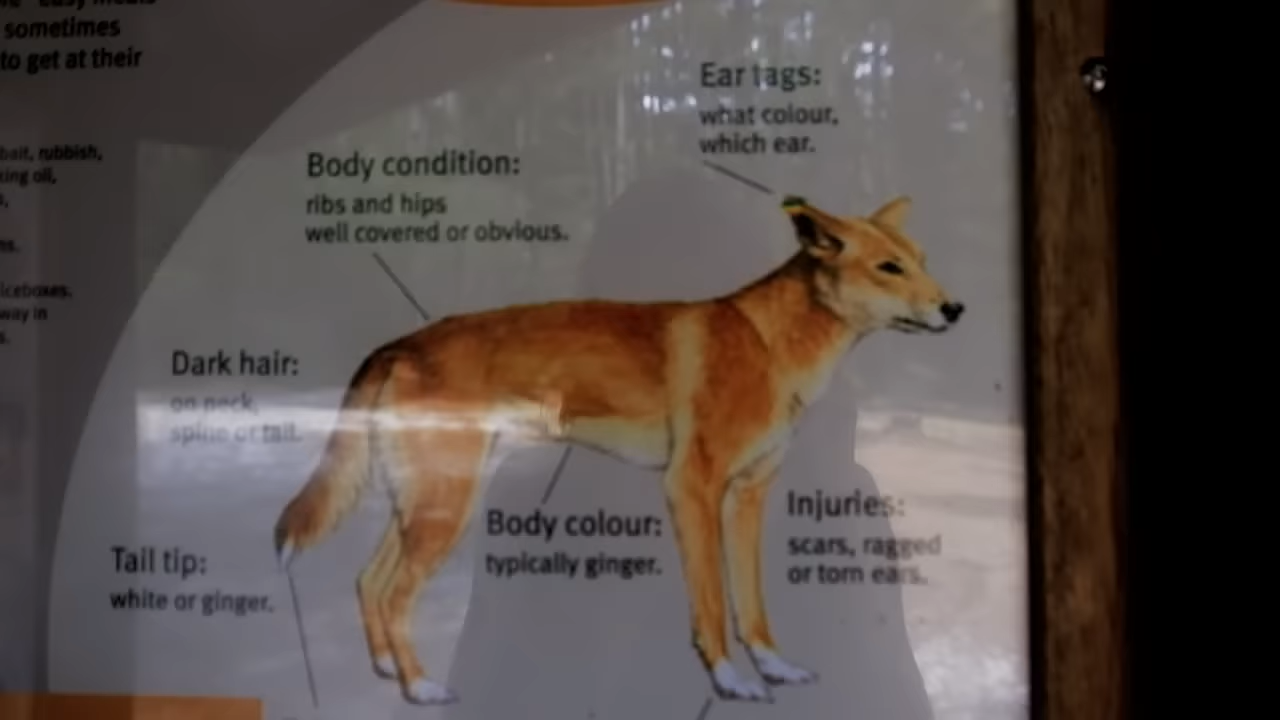 easy meals
sometimes
to get at their
bait, rubbish,
oil,
iceboxes.
way in
Ear tags:
what colour,
which ear.
Body condition:
ribs and hips
well covered or obvious.
Dark hair:
on neck,
spine or tail.
Body colour:
typically ginger.
Injuries:
scars, ragged
or torn ears.
Tail tip:
white or ginger.